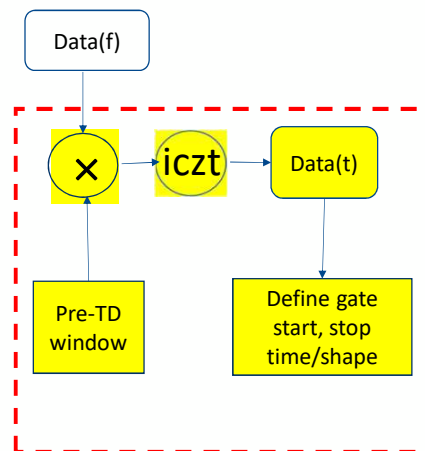 Data(f)
×
iczt
Data(t)
Pre-TD
window
Define gate
start, stop
time/shape